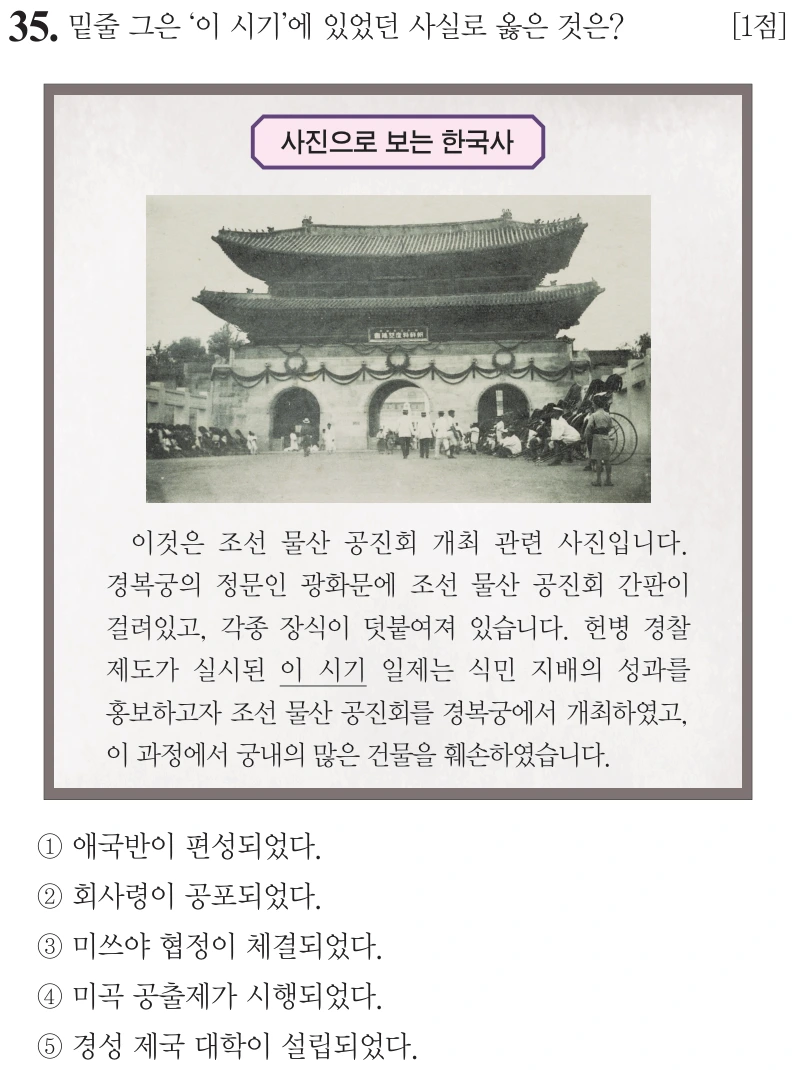 35. 밑줄 그은 ‘이 시기’에 있었던 사실로 옳은 것은? [1점]
사진으로 보는 한국사
이것은 조선 물산 공진회 개최 관련 사진입니다.
경복궁의 정문인 광화문에 조선 물산 공진회 간판이
걸려있고, 각종 장식이 덧붙여져 있습니다. 헌병 경찰
제도가 실시된 이 시기 일제는 식민 지배의 성과를
홍보하고자 조선 물산 공진회를 경복궁에서 개최하였고,
이 과정에서 궁내의 많은 건물을 훼손하였습니다.
① 애국반이 편성되었다.
② 회사령이 공포되었다.
③ 미쓰야 협정이 체결되었다.
④ 미곡 공출제가 시행되었다.
⑤ 경성 제국 대학이 설립되었다.